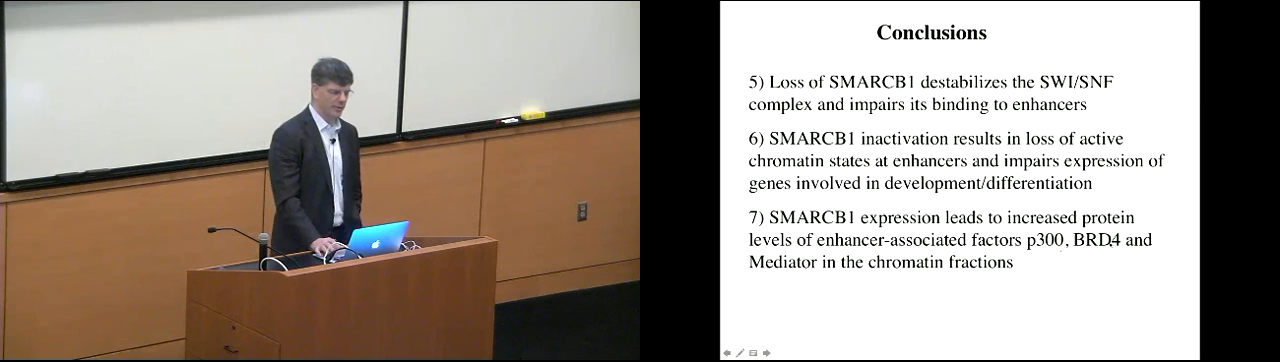 Conclusions
5) Loss of SMARCB1 destabilizes the SWI/SNF
complex and impairs its binding to enhancers
6) SMARCB1 inactivation results in loss of active
chromatin states at enhancers and impairs expression of
genes involved in development/differentiation
7) SMARCB1 expression leads to increased protein
levels of enhancer-associated factors p300, BRD4 and
Mediator in the chromatin fractions